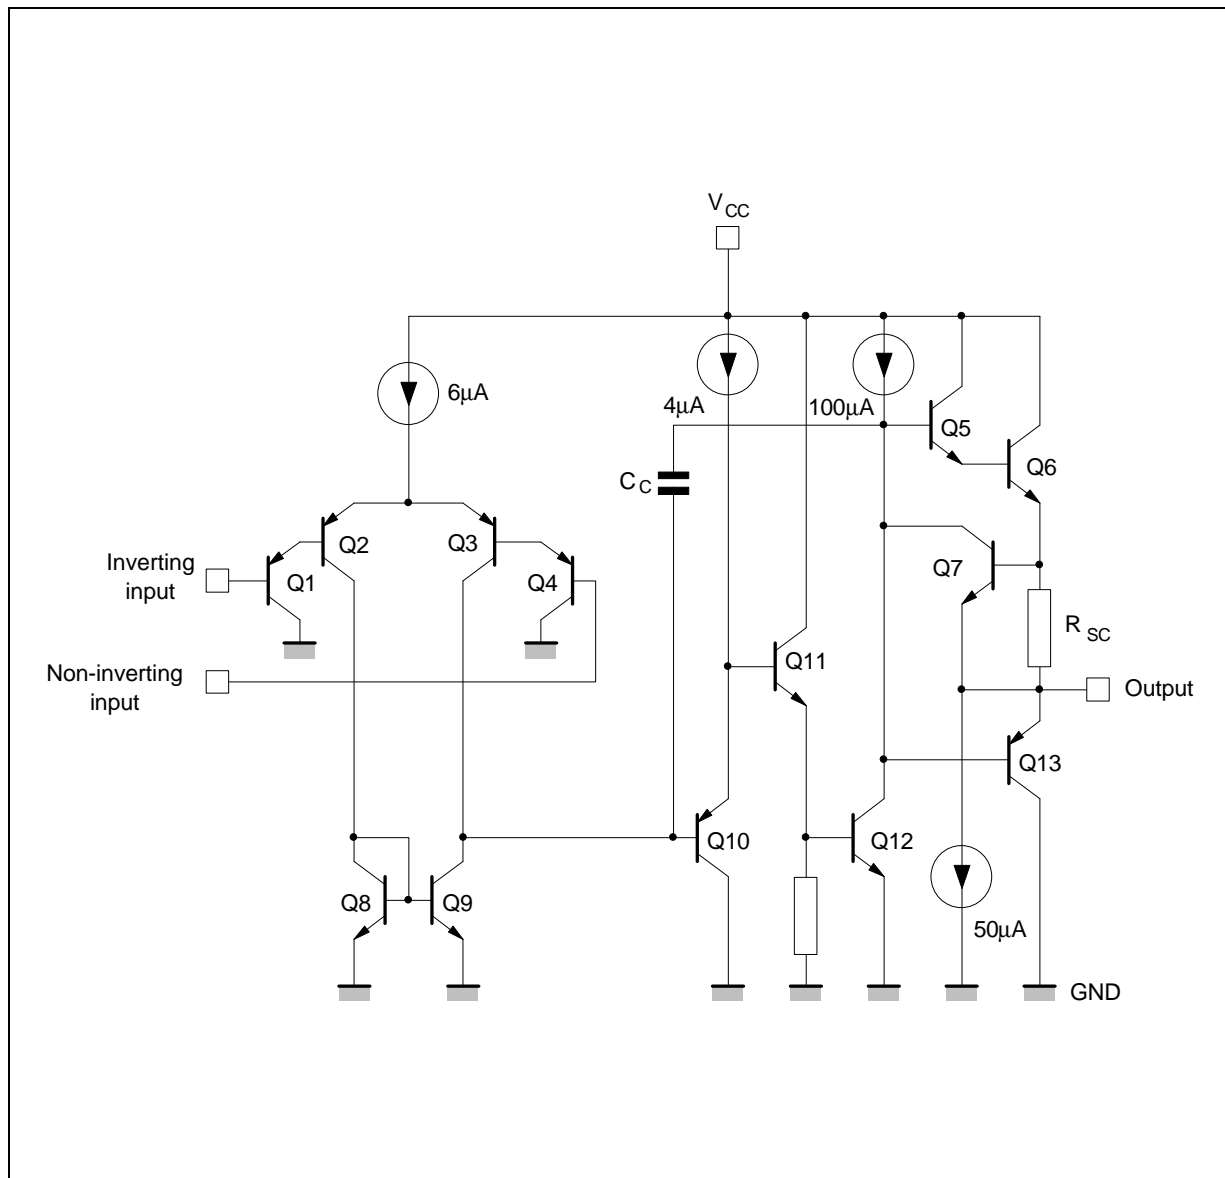 VCC
6μA
4μA
100μA
Q5
Q6
CC
Q2
Q3
Inverting
input
Q1
Q4
Q7
RSC
Non-inverting
input
Q11
Output
Q13
Q10
Q12
Q8
Q9
50μA
GND